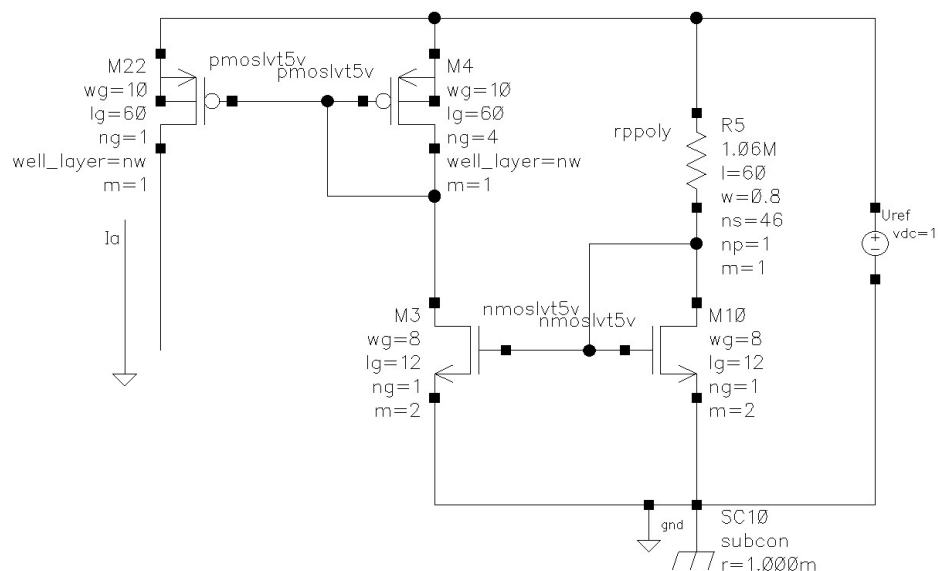 pmoslvt5v
M22
wg=10
lg=60
ng=1
well_layer=nw
m=1
pmoslvt5v
M4
wg=10
lg=60
ng=4
well_layer=nw
m=1
rppoly
R5
1.06M
l=60
w=0.8
ns=46
np=1
m=1
Uref
vdc=1
Ia
nmoslvt5v
M3
wg=8
lg=12
ng=1
m=2
nmoslvt5v
M10
wg=8
lg=12
ng=1
m=2
gnd
SC10
subcon
r=1.000m